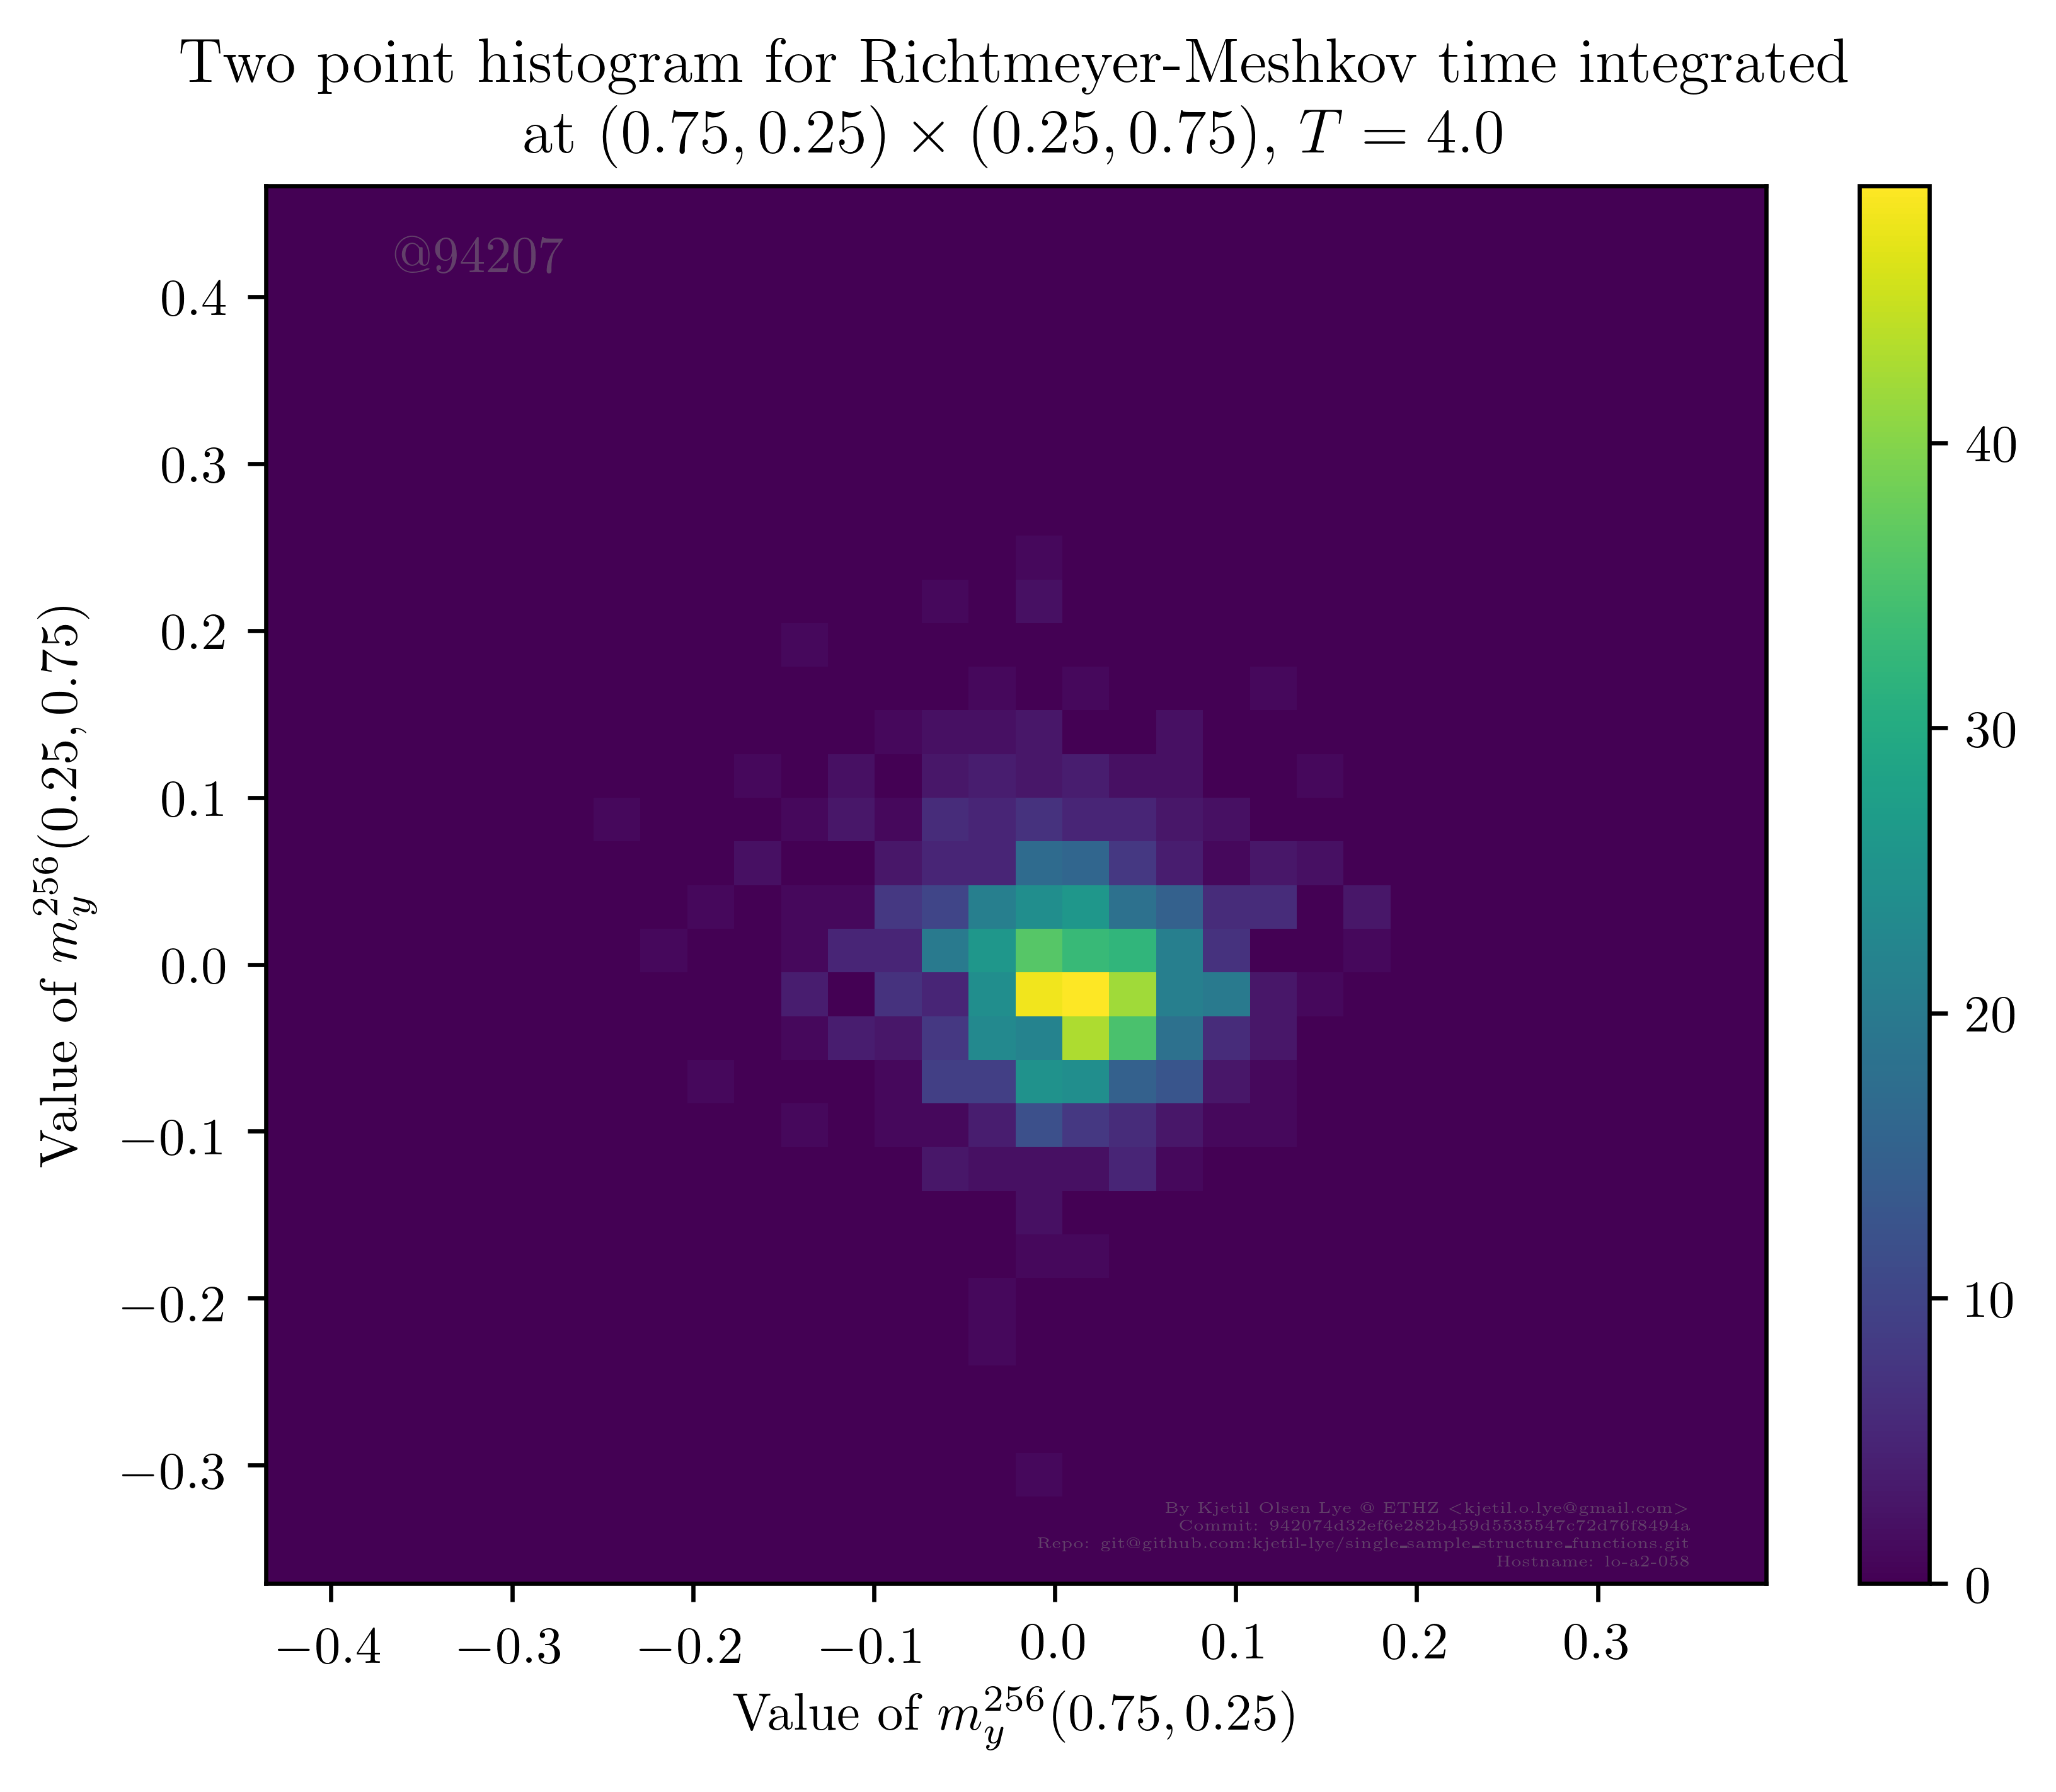 Two point histogram for Richtmeyer-Meshkov time integrated
at (0.75, 0.25) × (0.25, 0.75), T = 4.0
@94207
0.4
0.3
0.2
0.1
0.0
−0.1
−0.2
−0.3
Value of m_y^256(0.25, 0.75)
40
30
20
10
0
By Kjetil Olsen Lye @ ETHZ <kjetil.o.lye@gmail.com>
Commit: 942074d32ef6e282b459d5535547c72d76f8494a
Repo: git@github.com:kjetil-lye/single_sample_structure_functions.git
Hostname: lo-a2-058
−0.4 −0.3 −0.2 −0.1 0.0 0.1 0.2 0.3
Value of m_y^256(0.75, 0.25)